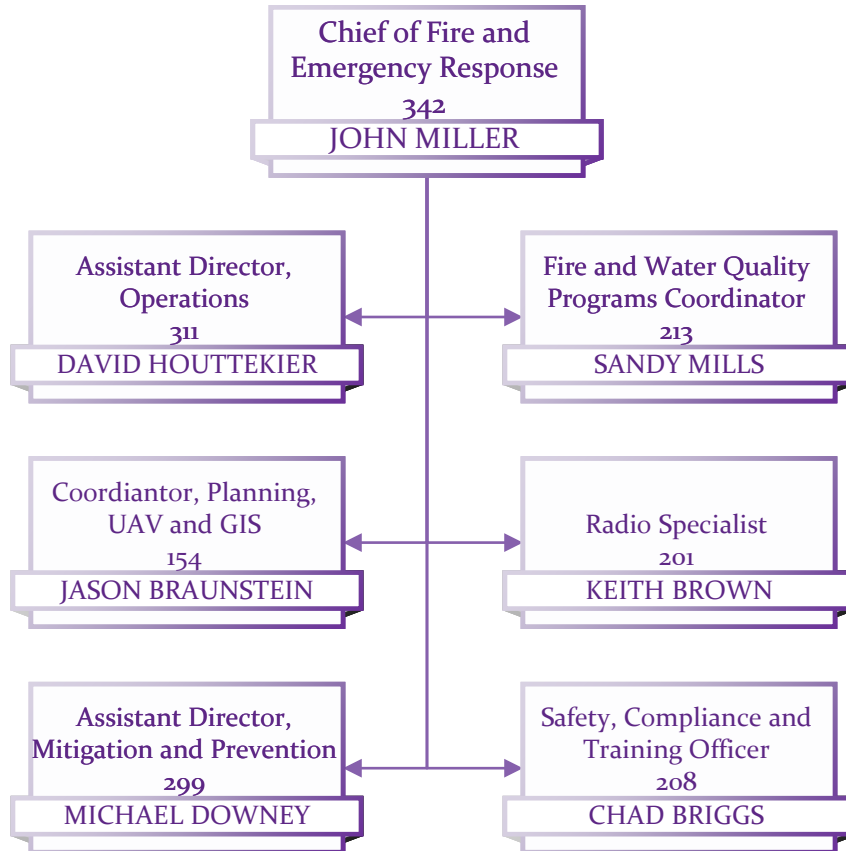 Chief of Fire and
Emergency Response
342
JOHN MILLER
Assistant Director,
Operations
311
DAVID HOUTTEKIER
Fire and Water Quality
Programs Coordinator
213
SANDY MILLS
Coordiantor, Planning,
UAV and GIS
154
JASON BRAUNSTEIN
Radio Specialist
201
KEITH BROWN
Assistant Director,
Mitigation and Prevention
299
MICHAEL DOWNEY
Safety, Compliance and
Training Officer
208
CHAD BRIGGS